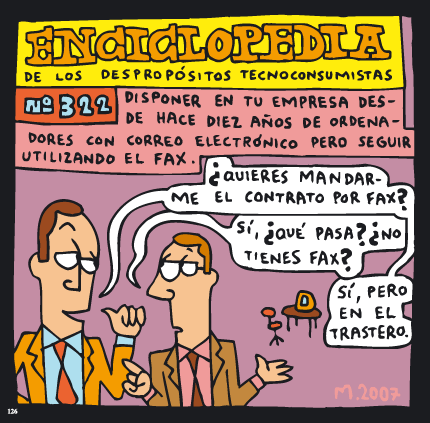 ENCICLOPEDIA
DE LOS DESPROPÓSITOS TECNOCONSUMISTAS
Nº 322
DISPONER EN TU EMPRESA DES-
DE HACE DIEZ AÑOS DE ORDENA-
DORES CON CORREO ELECTRÓNICO PERO SEGUIR
UTILIZANDO EL FAX.
¿QUIERES MANDAR-
ME EL CONTRATO POR FAX?
SÍ, ¿QUÉ PASA? ¿NO
TIENES FAX?
SÍ, PERO
EN EL
TRASTERO.
M.2007
126